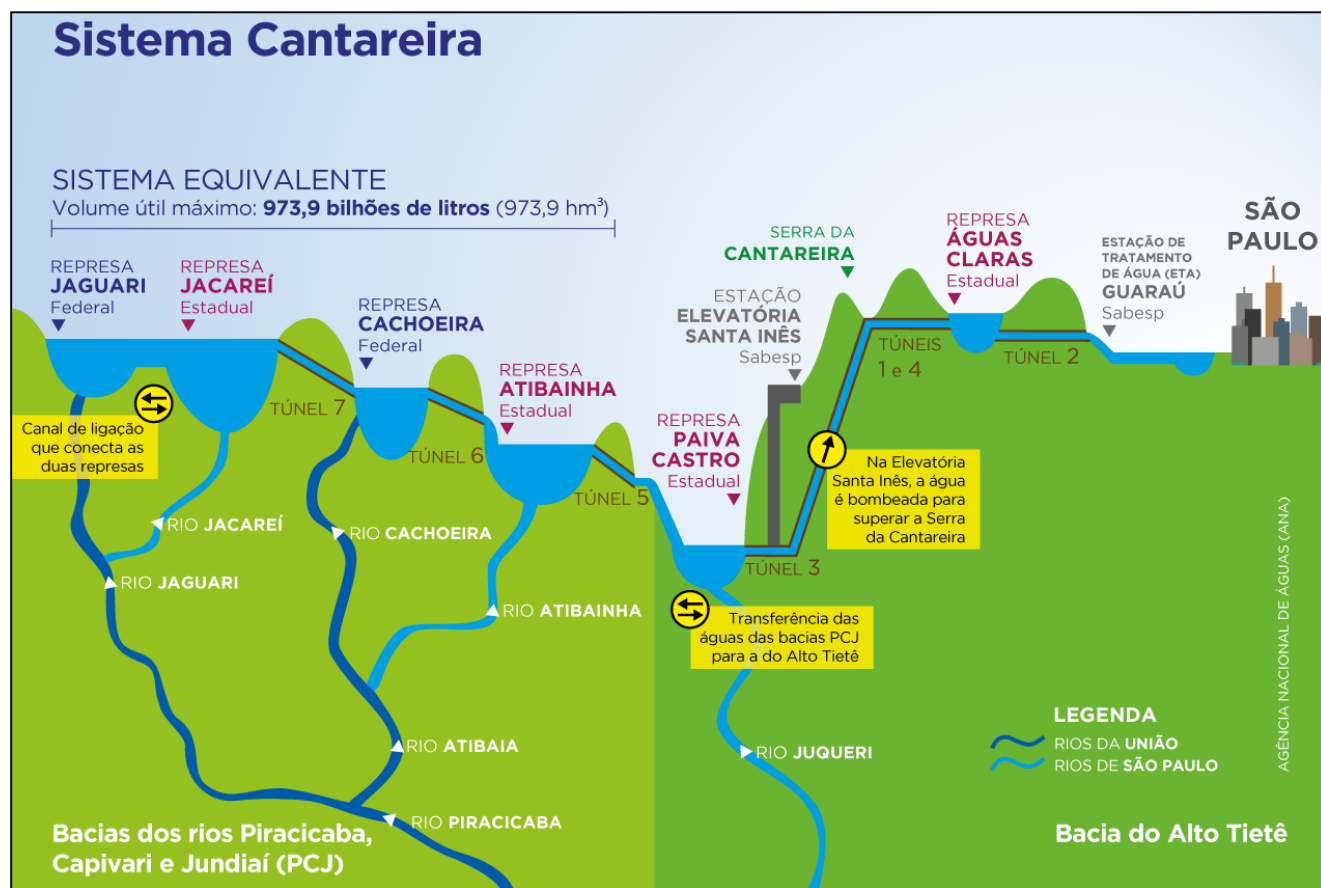 Sistema Cantareira
SISTEMA EQUIVALENTE
Volume útil máximo: 973,9 bilhões de litros (973,9 hm³)
REPRESA
JAGUARI
Federal
REPRESA
JACAREÍ
Estadual
REPRESA
CACHOEIRA
Federal
REPRESA
ATIBAINHA
Estadual
REPRESA
PAIVA
CASTRO
Estadual
ESTAÇÃO
ELEVATÓRIA
SANTA INÊS
Sabesp
SERRA DA
CANTAREIRA
REPRESA
ÁGUAS
CLARAS
Estadual
ESTAÇÃO DE
TRATAMENTO
DE ÁGUA (ETA)
GUARAÚ
Sabesp
SÃO
PAULO
TÚNEL 7
TÚNEL 6
TÚNEL 5
TÚNEL 3
TÚNEIS
1 e 4
TÚNEL 2
Canal de ligação
que conecta as
duas represas
Na Elevatória
Santa Inês, a água
é bombeada para
superar a Serra
da Cantareira
Transferência das
águas das bacias PCJ
para a do Alto Tietê
RIO JACAREÍ
RIO JAGUARI
RIO CACHOEIRA
RIO ATIBAINHA
RIO ATIBAIA
RIO PIRACICABA
RIO JUQUERI
LEGENDA
RIOS DA UNIÃO
RIOS DE SÃO PAULO
AGÊNCIA NACIONAL DE ÁGUAS (ANA)
Bacias dos rios Piracicaba,
Capivari e Jundiaí (PCJ)
Bacia do Alto Tietê